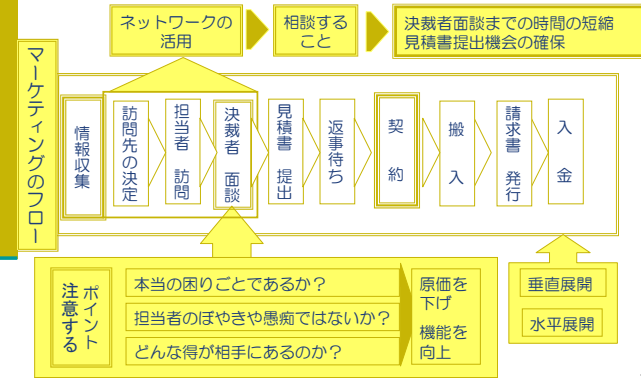 ネットワークの
活用
相談する
こと
決裁者面談までの時間の短縮
見積書提出機会の確保
マーケティングのフロー
情報収集
訪問先の決定
担当者 訪問
決裁者 面談
見積書 提出
返事待ち
契 約
搬 入
請求書 発行
入 金
注意する
ポイント
本当の困りごとであるか？
担当者のぼやきや愚痴ではないか？
どんな得が相手にあるのか？
原価を
下げ
機能を
向上
垂直展開
水平展開